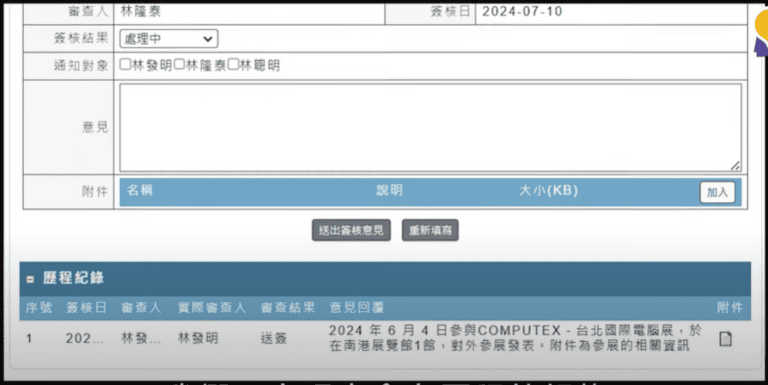 審查人 林隆泰 簽核日 2024-07-10
簽核結果 處理中
通知對象 林發明 林隆泰 林聰明
意見
附件 名稱 說明 大小(KB) 加入
送出簽核意見 重新填寫
歷程紀錄
序號 簽核日 審查人 實際審查人 審查結果 意見回覆 附件
1 202... 林發... 林發明 送簽 2024 年 6 月 4 日參與COMPUTEX - 台北國際電腦展，於
在南港展覽館1館，對外參展發表。附件為參展的相關資訊